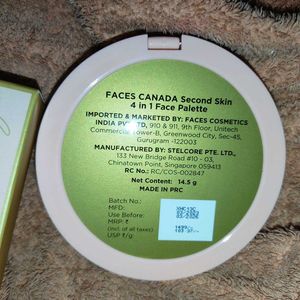 FACES CANADA Second Skin
4 in 1 Face Palette
IMPORTED & MARKETED BY: FACES COSMETICS
INDIA PVT LTD, 910 & 911, 9th Floor, Unitech
Commercial Tower-B, Greenwood City, Sec-45,
Gurugram -122003
MANUFACTURED BY: STELCORE PTE. LTD.,
133 New Bridge Road #10 - 03,
Chinatown Point, Singapore 059413
RC No.: RC/COS-002847
Net Weight: 14.5 g
MADE IN PRC
Batch No.:
MFD:
Use Before:
MRP: ₹
(incl. of all taxes)
USP ₹/g: